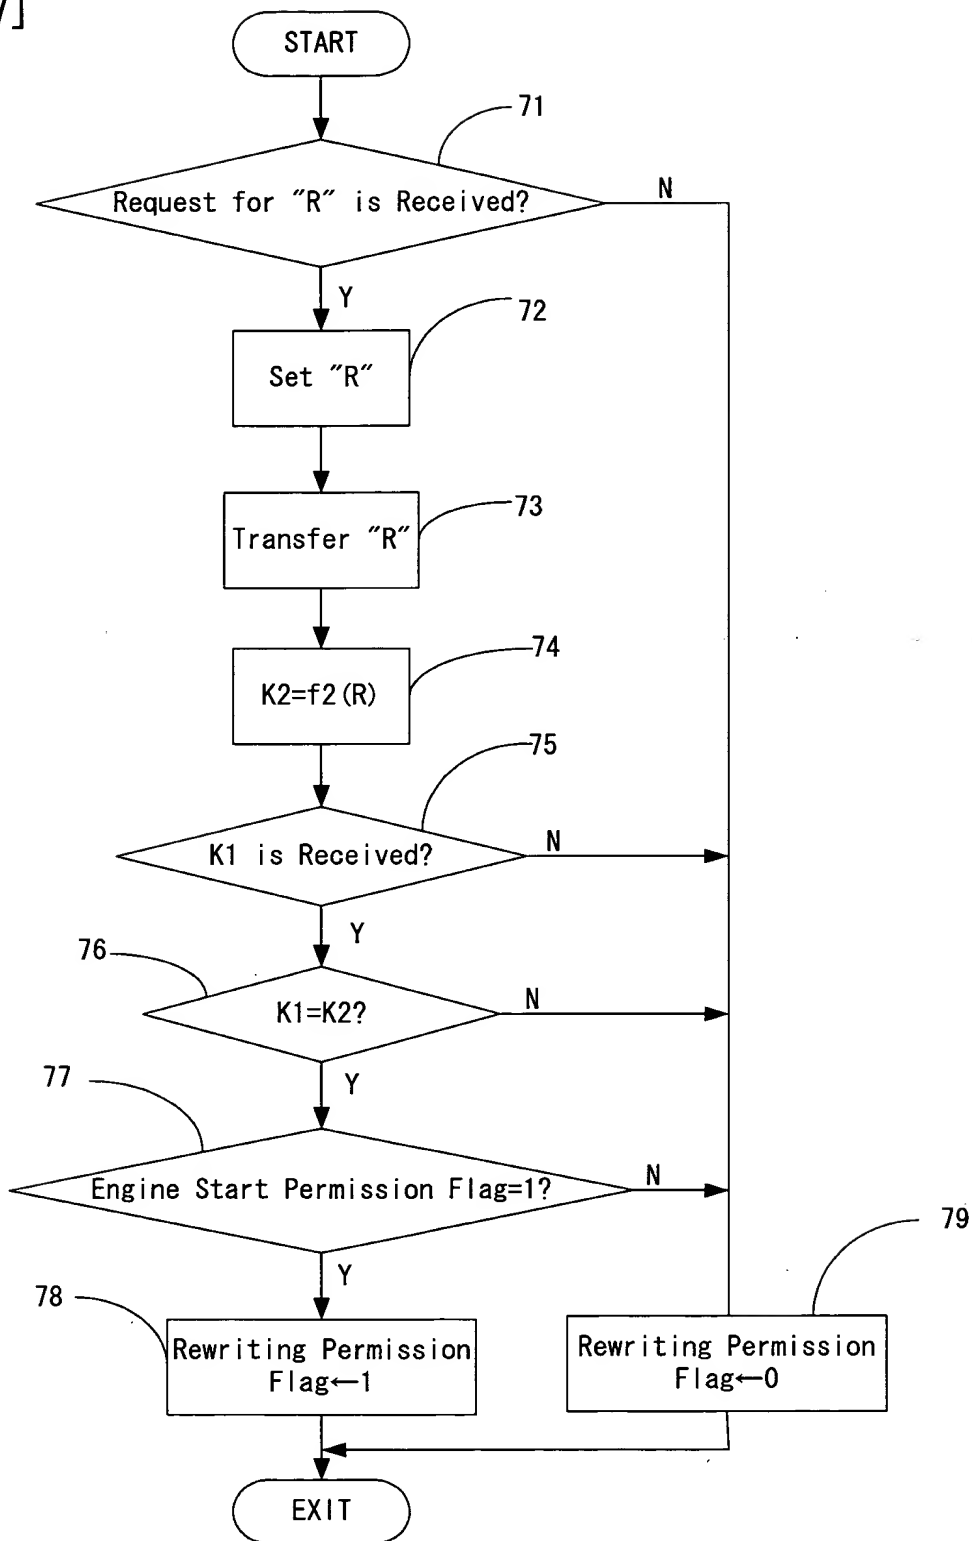 START
71
Request for "R" is Received?
N
Y
72
Set "R"
73
Transfer "R"
74
K2=f2(R)
75
K1 is Received?
N
Y
76
K1=K2?
N
Y
77
Engine Start Permission Flag=1?
N
Y
79
78
Rewriting Permission
Flag←1
Rewriting Permission
Flag←0
EXIT